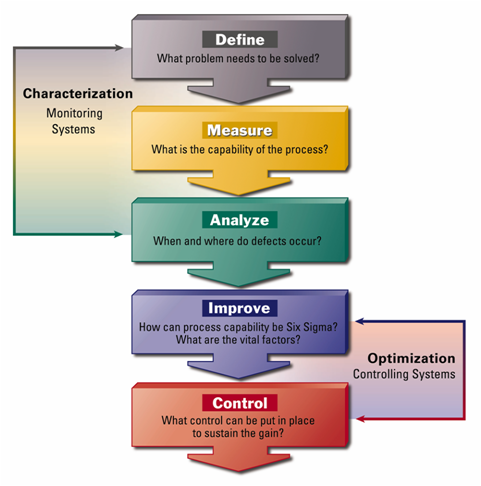 Define
What problem needs to be solved?
Characterization
Monitoring
Systems
Measure
What is the capability of the process?
Analyze
When and where do defects occur?
Improve
How can process capability be Six Sigma?
What are the vital factors?
Optimization
Controlling Systems
Control
What control can be put in place
to sustain the gain?